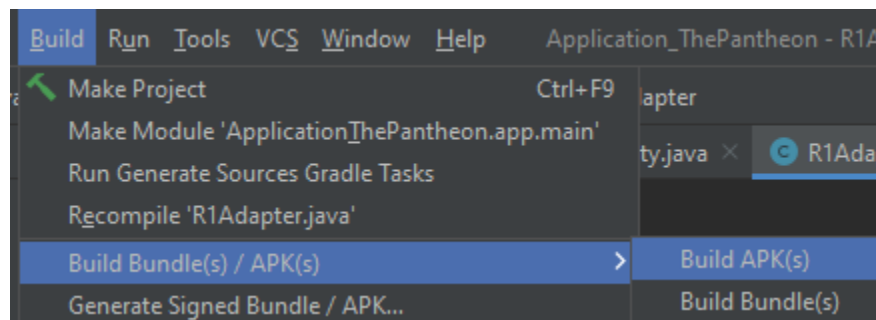 Build Run Tools VCS Window Help Application_ThePantheon - R1A
Make Project Ctrl+F9 apter
Make Module 'ApplicationThePantheon.app.main'
ty.java R1Ada
Run Generate Sources Gradle Tasks
Recompile 'R1Adapter.java'
Build Bundle(s) / APK(s) Build APK(s)
Generate Signed Bundle / APK... Build Bundle(s)